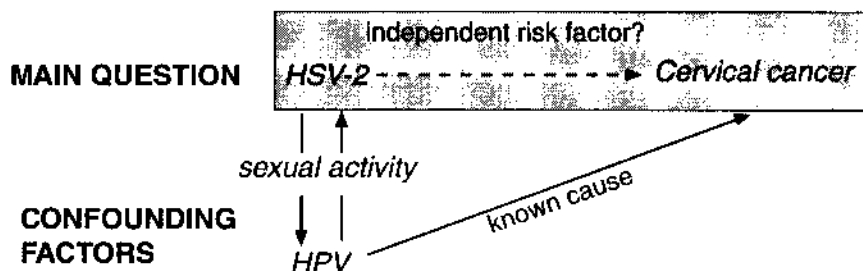 independent risk factor?
MAIN QUESTION HSV-2 Cervical cancer
sexual activity
known cause
CONFOUNDING
FACTORS
HPV